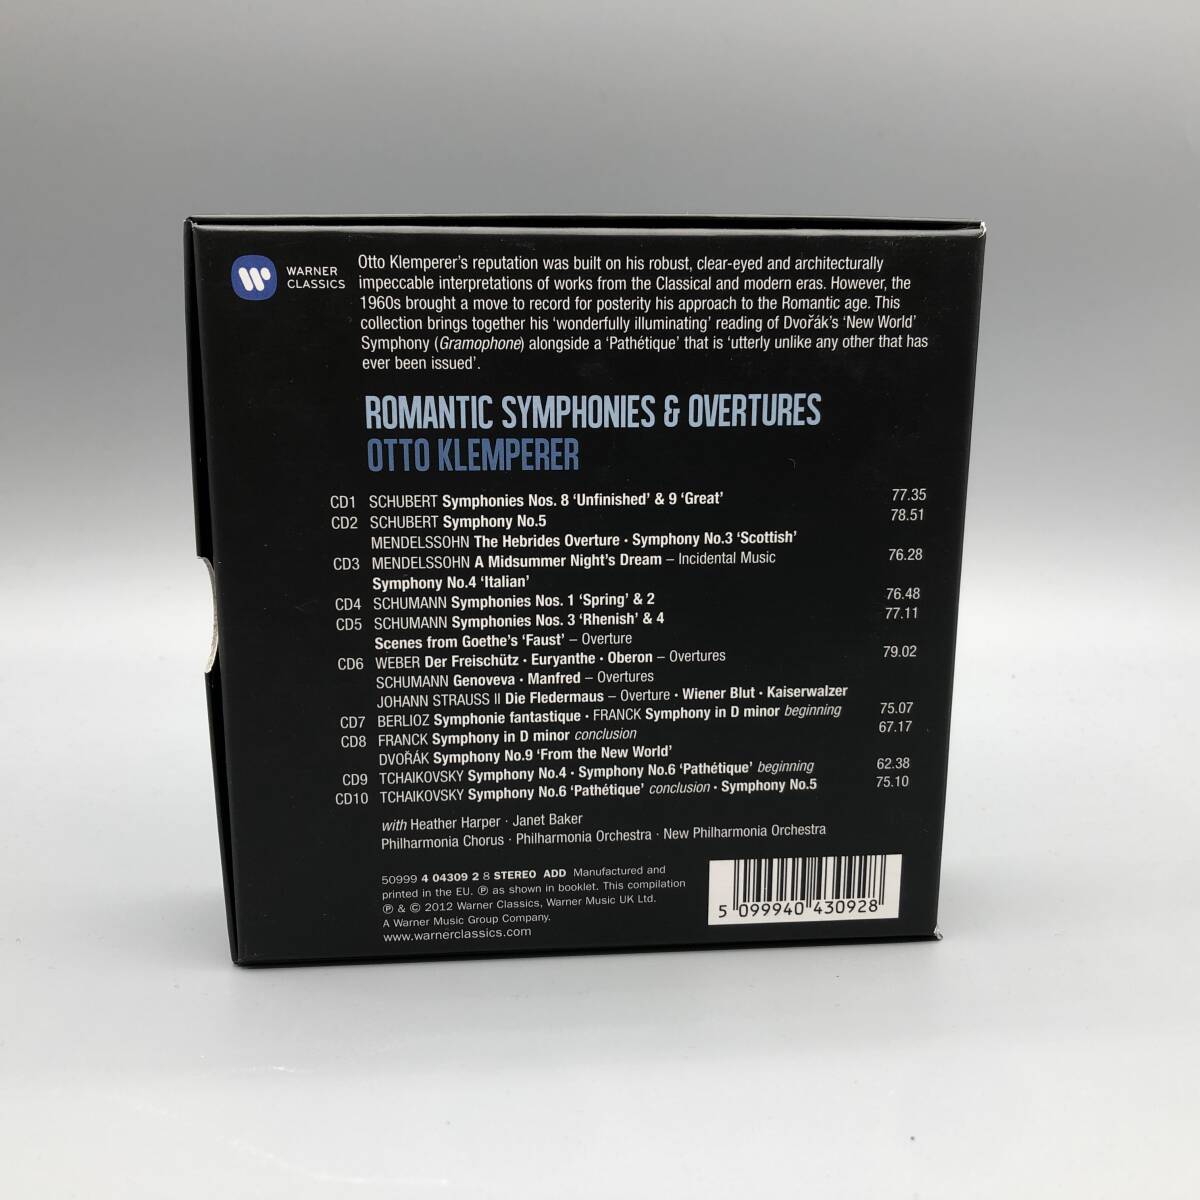 WARNER
CLASSICS
Otto Klemperer's reputation was built on his robust, clear-eyed and architecturally
impeccable interpretations of works from the Classical and modern eras. However, the
1960s brought a move to record for posterity his approach to the Romantic age. This
collection brings together his 'wonderfully illuminating' reading of Dvořák's 'New World'
Symphony (Gramophone) alongside a 'Pathétique' that is 'utterly unlike any other that has
ever been issued'.
ROMANTIC SYMPHONIES & OVERTURES
OTTO KLEMPERER
CD1 SCHUBERT Symphonies Nos. 8 'Unfinished' & 9 'Great' 77.35
CD2 SCHUBERT Symphony No.5 78.51
MENDELSSOHN The Hebrides Overture · Symphony No.3 'Scottish'
CD3 MENDELSSOHN A Midsummer Night's Dream – Incidental Music 76.28
Symphony No.4 'Italian'
CD4 SCHUMANN Symphonies Nos. 1 'Spring' & 2 76.48
CD5 SCHUMANN Symphonies Nos. 3 'Rhenish' & 4 77.11
Scenes from Goethe's 'Faust' – Overture
CD6 WEBER Der Freischütz · Euryanthe · Oberon – Overtures 79.02
SCHUMANN Genoveva · Manfred – Overtures
JOHANN STRAUSS II Die Fledermaus – Overture · Wiener Blut · Kaiserwalzer
CD7 BERLIOZ Symphonie fantastique · FRANCK Symphony in D minor beginning 75.07
CD8 FRANCK Symphony in D minor conclusion 67.17
DVOŘÁK Symphony No.9 'From the New World'
CD9 TCHAIKOVSKY Symphony No.4 · Symphony No.6 'Pathétique' beginning 62.38
CD10 TCHAIKOVSKY Symphony No.6 'Pathétique' conclusion · Symphony No.5 75.10
with Heather Harper · Janet Baker
Philharmonia Chorus · Philharmonia Orchestra · New Philharmonia Orchestra
50999 4 04309 2 8 STEREO ADD Manufactured and
printed in the EU. ℗ as shown in booklet. This compilation
℗ & © 2012 Warner Classics, Warner Music UK Ltd.
A Warner Music Group Company.
www.warnerclassics.com
5 099940 430928